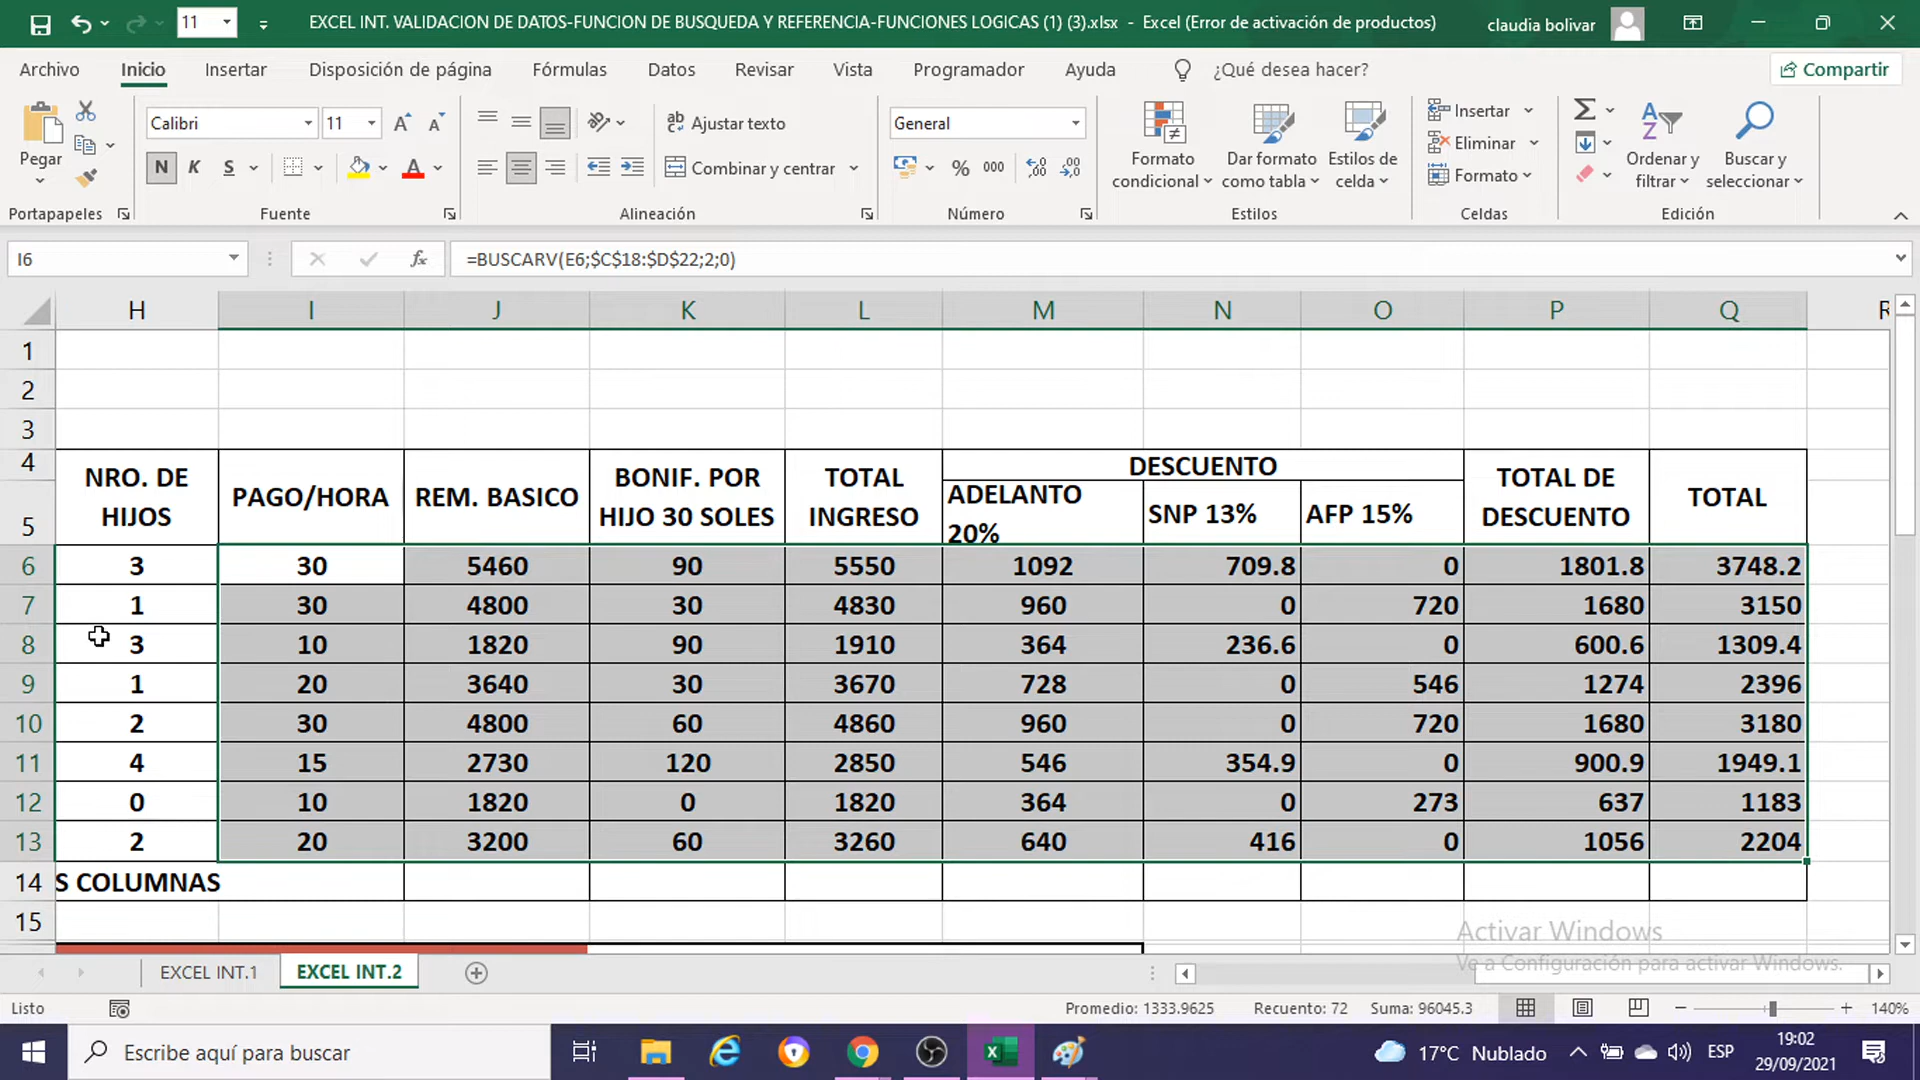 11
EXCEL INT. VALIDACION DE DATOS-FUNCION DE BUSQUEDA Y REFERENCIA-FUNCIONES LOGICAS (1) (3).xlsx - Excel (Error de activación de productos)
claudia bolivar
Archivo Inicio Insertar Disposición de página Fórmulas Datos Revisar Vista Programador Ayuda ¿Qué desea hacer? Compartir
Pegar
Portapapeles
Calibri 11
N K S
Fuente
Ajustar texto
Combinar y centrar
Alineación
General
% 000
Número
Formato condicional
Dar formato como tabla
Estilos de celda
Estilos
Insertar
Eliminar
Formato
Celdas
Ordenar y filtrar
Buscar y seleccionar
Edición
I6 fx =BUSCARV(E6;$C$18:$D$22;2;0)
H I J K L M N O P Q R
1
2
3
4 NRO. DE HIJOS PAGO/HORA REM. BASICO BONIF. POR HIJO 30 SOLES TOTAL INGRESO DESCUENTO TOTAL DE DESCUENTO TOTAL
5 ADELANTO 20% SNP 13% AFP 15%
6 3 30 5460 90 5550 1092 709.8 0 1801.8 3748.2
7 1 30 4800 30 4830 960 0 720 1680 3150
8 3 10 1820 90 1910 364 236.6 0 600.6 1309.4
9 1 20 3640 30 3670 728 0 546 1274 2396
10 2 30 4800 60 4860 960 0 720 1680 3180
11 4 15 2730 120 2850 546 354.9 0 900.9 1949.1
12 0 10 1820 0 1820 364 0 273 637 1183
13 2 20 3200 60 3260 640 416 0 1056 2204
14 S COLUMNAS
15
Activar Windows
Ve a Configuración para activar Windows.
EXCEL INT.1 EXCEL INT.2
Listo Promedio: 1333.9625 Recuento: 72 Suma: 96045.3 140%
Escribe aquí para buscar
17°C Nublado ESP 19:02
29/09/2021